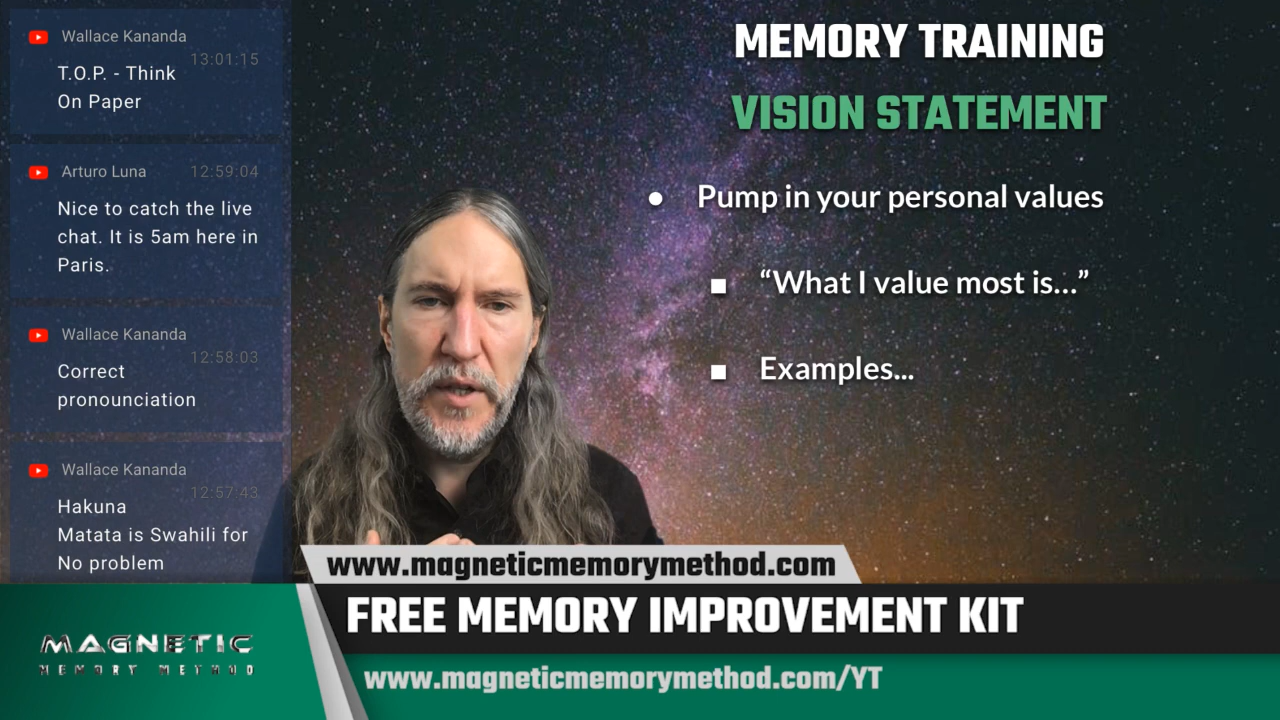 Wallace Kananda
13:01:15
T.O.P. - Think
On Paper
Arturo Luna 12:59:04
Nice to catch the live
chat. It is 5am here in
Paris.
Wallace Kananda
12:58:03
Correct
pronounciation
Wallace Kananda
12:57:43
Hakuna
Matata is Swahili for
No problem
MEMORY TRAINING
VISION STATEMENT
Pump in your personal values
“What I value most is...”
Examples...
www.magneticmemorymethod.com
FREE MEMORY IMPROVEMENT KIT
www.magneticmemorymethod.com/YT
MAGNETIC
MEMORY METHOD